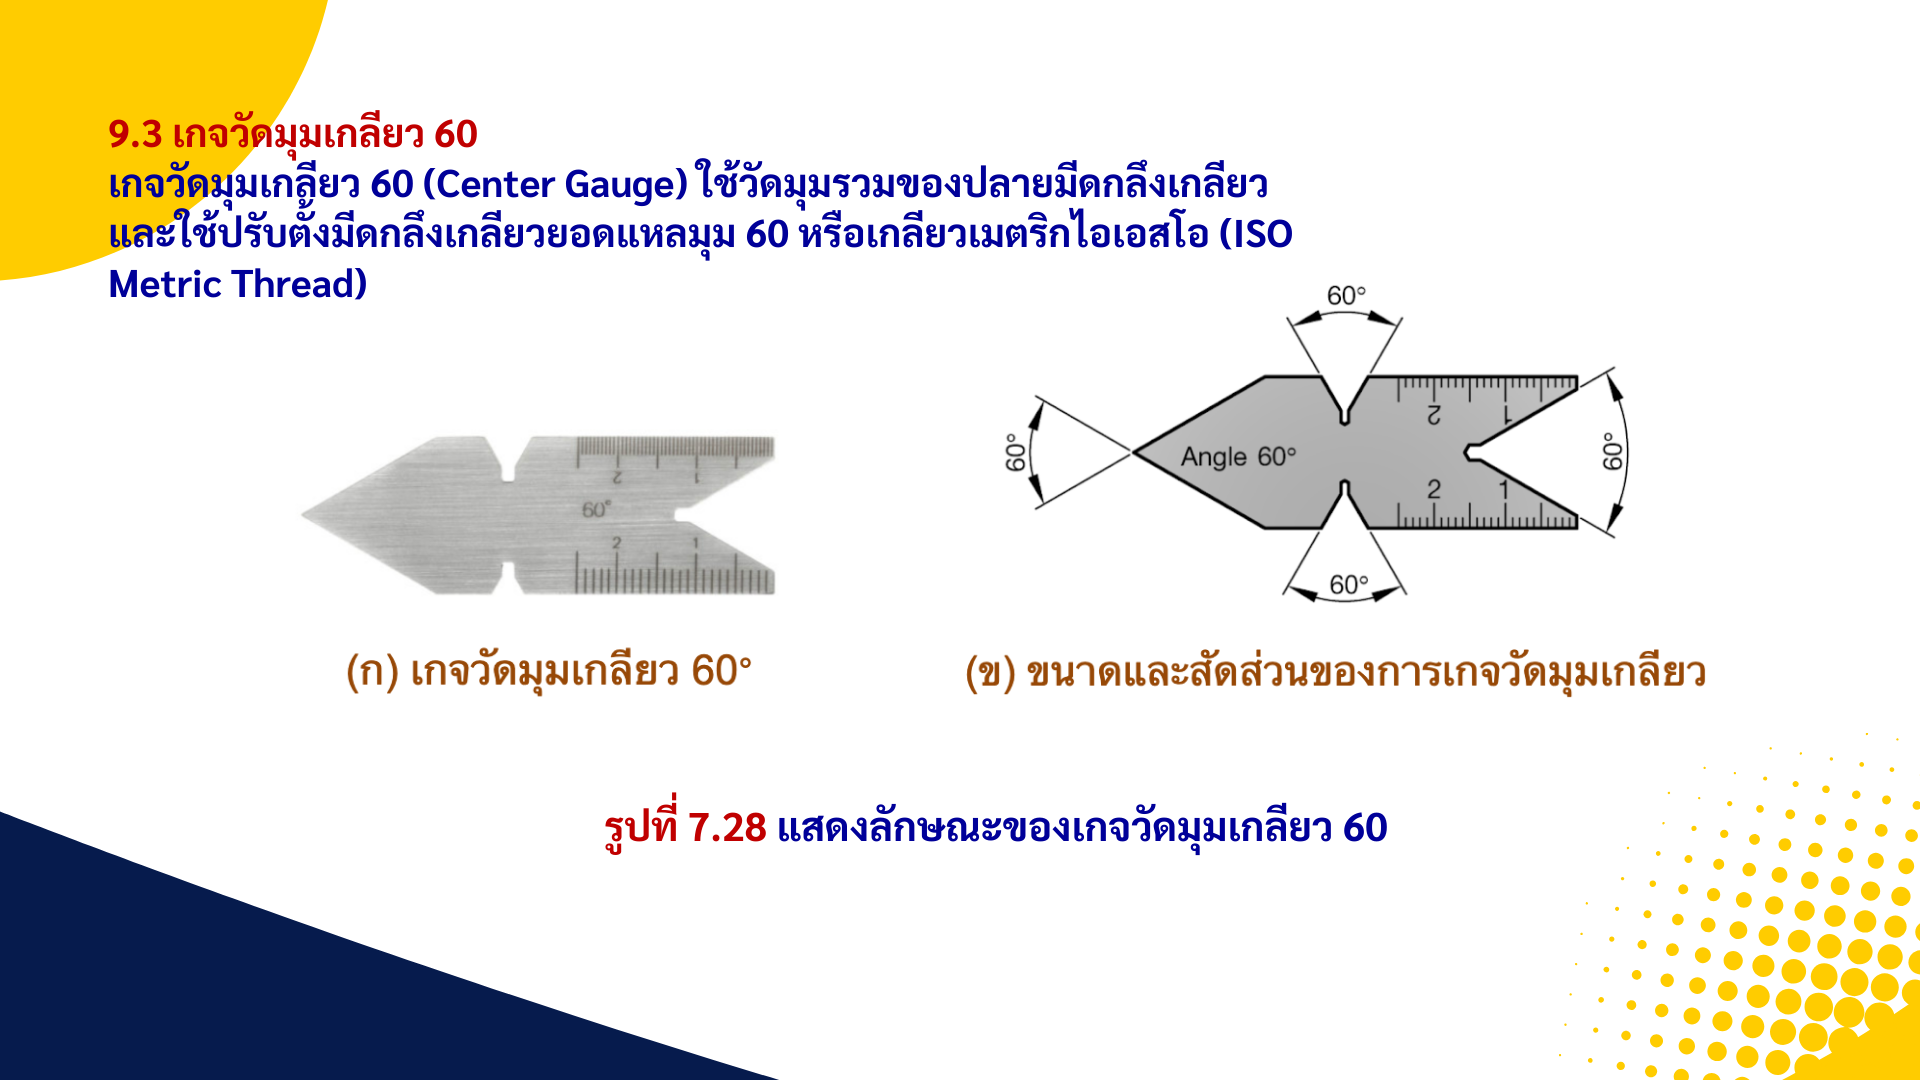 9.3 เกจวัดมุมเกลียว 60
เกจวัดมุมเกลียว 60 (Center Gauge) ใช้วัดมุมรวมของปลายมีดกลึงเกลียว
และใช้ปรับตั้งมีดกลึงเกลียวยอดแหลมมุม 60 หรือเกลียวเมตริกไอเอสโอ (ISO
Metric Thread)
2 1
60°
2 1
60°
60°
2 1
Angle 60°
60°
2 1
60°
(ก) เกจวัดมุมเกลียว 60°
(ข) ขนาดและสัดส่วนของการเกจวัดมุมเกลียว
รูปที่ 7.28 แสดงลักษณะของเกจวัดมุมเกลียว 60